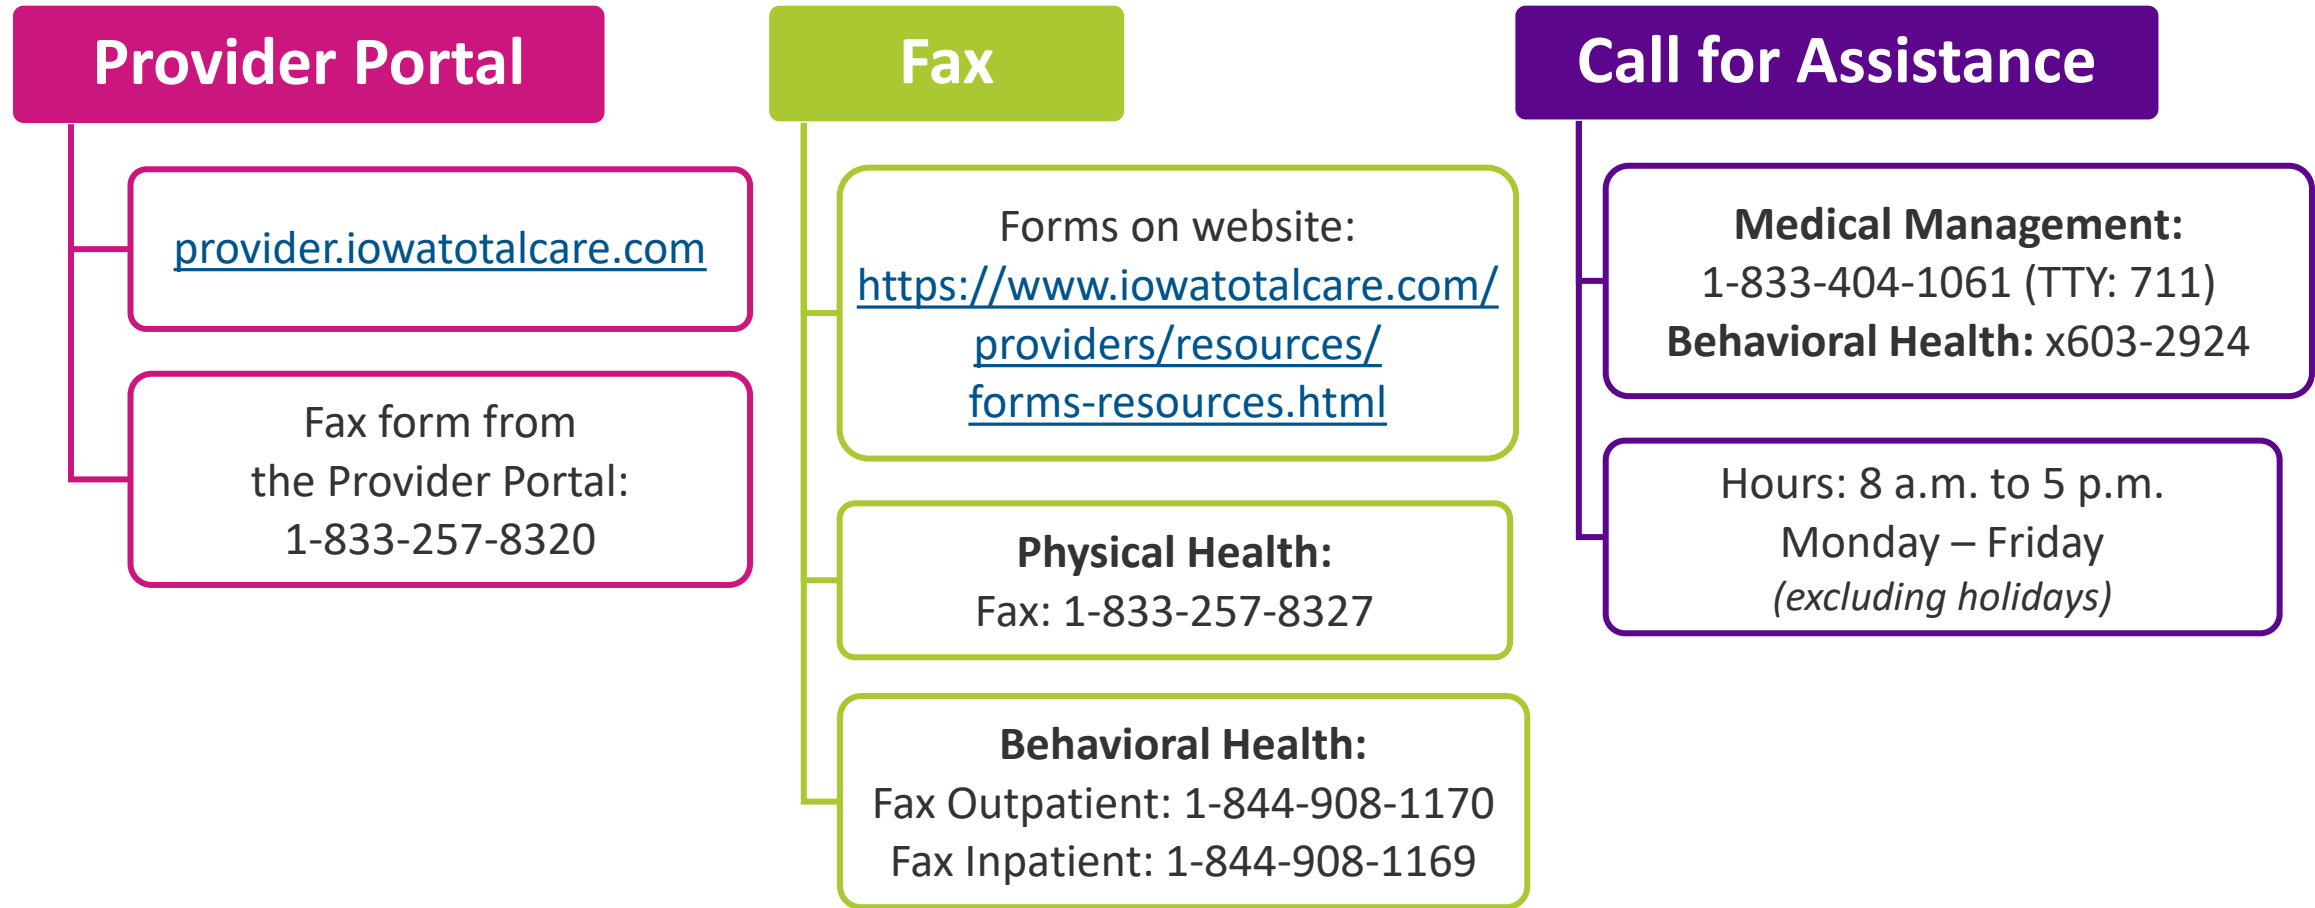 Provider Portal
provider.iowatotalcare.com
Fax form from
the Provider Portal:
1-833-257-8320
Fax
Forms on website:
https://www.iowatotalcare.com/
providers/resources/
forms-resources.html
Physical Health:
Fax: 1-833-257-8327
Behavioral Health:
Fax Outpatient: 1-844-908-1170
Fax Inpatient: 1-844-908-1169
Call for Assistance
Medical Management:
1-833-404-1061 (TTY: 711)
Behavioral Health: x603-2924
Hours: 8 a.m. to 5 p.m.
Monday – Friday
(excluding holidays)